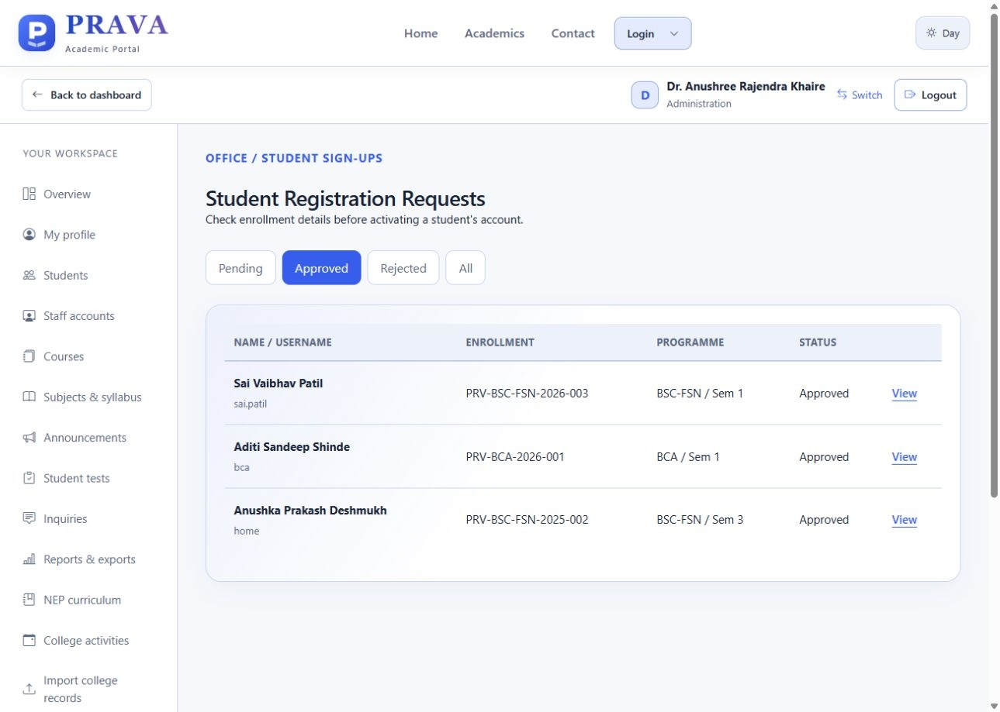 PRAVA
Academic Portal
Home
Academics
Contact
Login
Day
Back to dashboard
D
Dr. Anushree Rajendra Khaire
Administration
Switch
Logout
YOUR WORKSPACE
Overview
My profile
Students
Staff accounts
Courses
Subjects & syllabus
Announcements
Student tests
Inquiries
Reports & exports
NEP curriculum
College activities
Import college
records
OFFICE / STUDENT SIGN-UPS
Student Registration Requests
Check enrollment details before activating a student's account.
Pending
Approved
Rejected
All
NAME / USERNAME ENROLLMENT PROGRAMME STATUS
Sai Vaibhav Patil
sai.patil
PRV-BSC-FSN-2026-003 BSC-FSN / Sem 1 Approved View
Aditi Sandeep Shinde
bca
PRV-BCA-2026-001 BCA / Sem 1 Approved View
Anushka Prakash Deshmukh
home
PRV-BSC-FSN-2025-002 BSC-FSN / Sem 3 Approved View